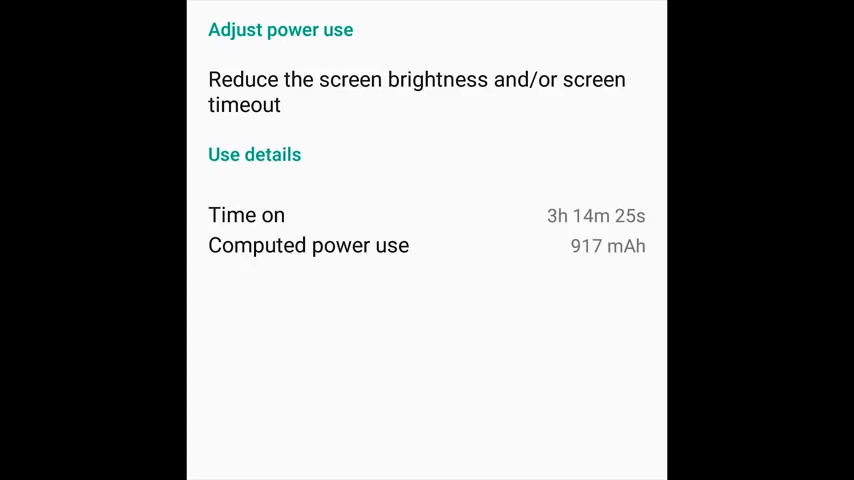 Adjust power use
Reduce the screen brightness and/or screen
timeout
Use details
Time on 3h 14m 25s
Computed power use 917 mAh